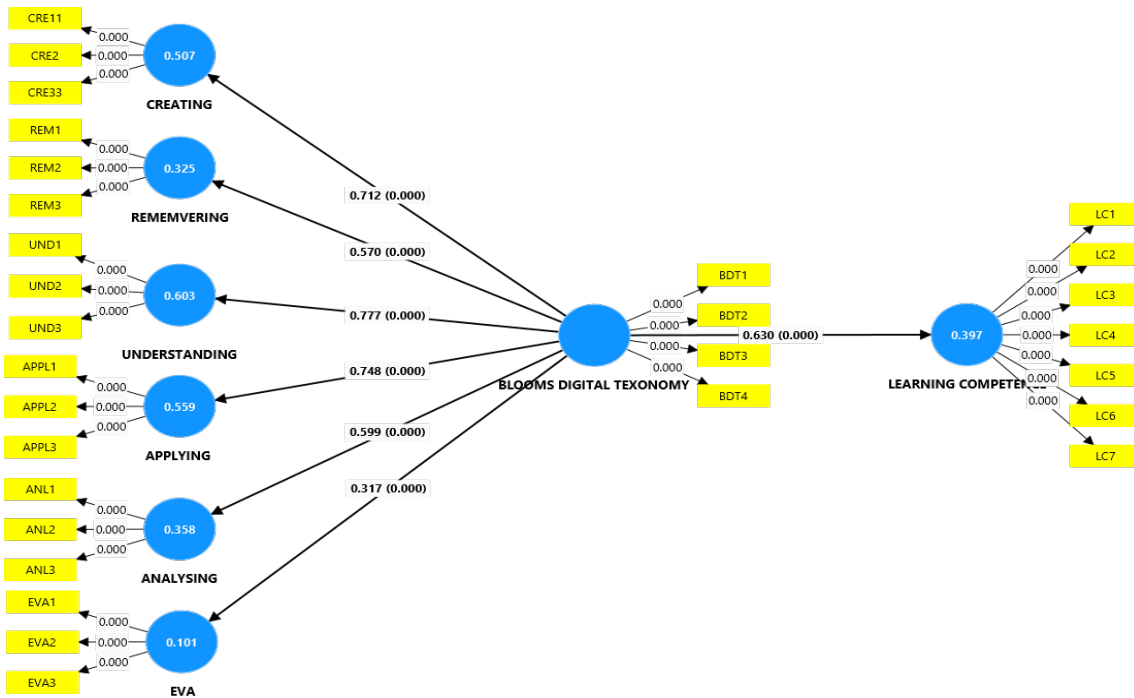 CRE11
0.000
CRE2
0.000
0.507
CRE33
0.000
CREATING
REM1
0.000
REM2
0.000
0.325
REM3
0.000
REMEMVERING
UND1
0.000
UND2
0.000
0.603
UND3
0.000
UNDERSTANDING
APPL1
0.000
APPL2
0.000
0.559
APPL3
0.000
APPLYING
ANL1
0.000
ANL2
0.000
0.358
ANL3
0.000
ANALYSING
EVA1
0.000
EVA2
0.000
0.101
EVA3
0.000
EVA
0.712 (0.000)
0.570 (0.000)
0.777 (0.000)
0.748 (0.000)
0.599 (0.000)
0.317 (0.000)
BLOOMS DIGITAL TEXONOMY
BDT1
0.000
BDT2
0.000
BDT3
0.000
BDT4
0.000
0.630 (0.000)
0.397
LEARNING COMPETENCE
LC1
0.000
LC2
0.000
LC3
0.000
LC4
0.000
LC5
0.000
LC6
0.000
LC7
0.000